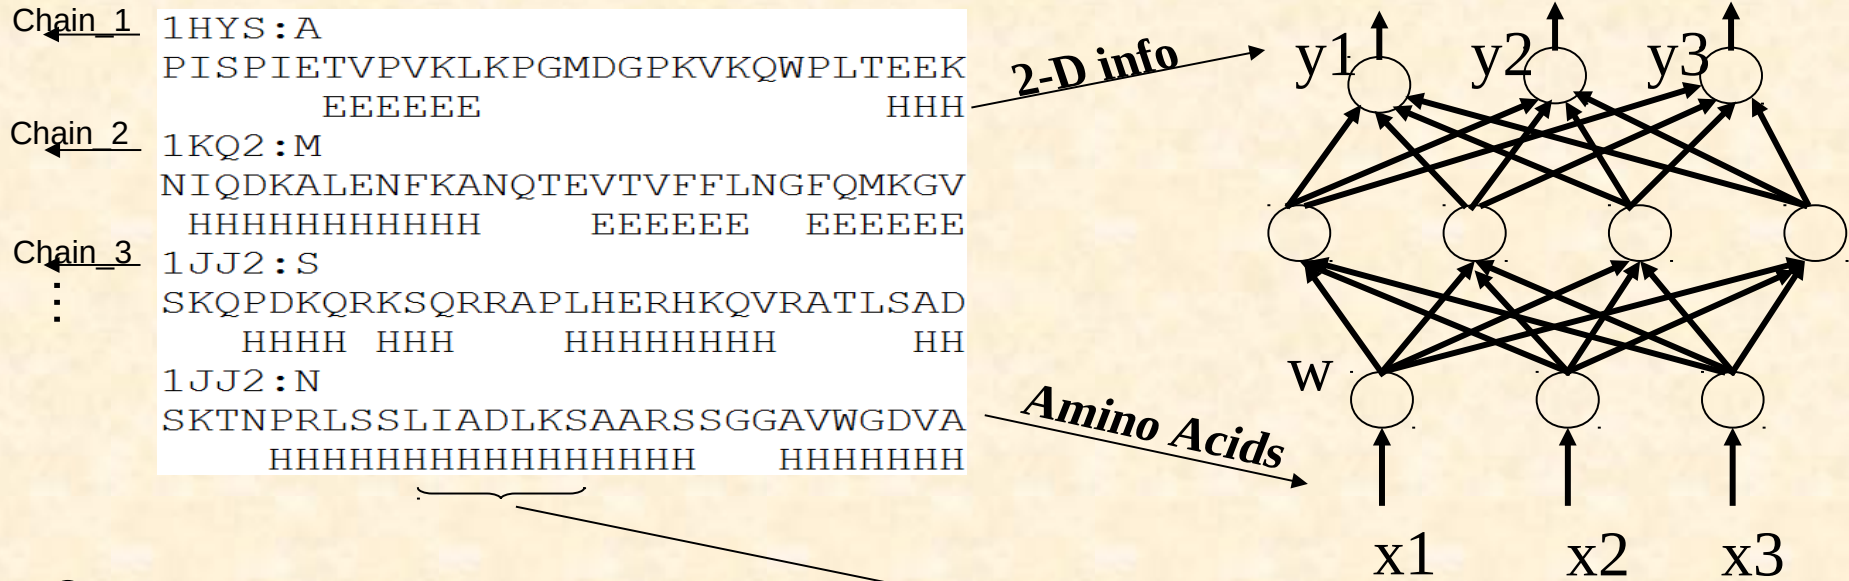 Chain_1
1HYS:A
PISPIETVPVKLKPGMDGPKVKQWPLTEEK
EEEEEE HHH
Chain_2
1KQ2:M
NIQDKALENFKANQTEVTVFFLNGFQMKGV
HHHHHHHHHHH EEEEEE EEEEEE
Chain_3
1JJ2:S
SKQPDKQRKSQRRAPLHERHKQVRATLSAD
HHHH HHH HHHHHHHH HH
1JJ2:N
SKTNPRLSSLIADLKSAARSSGGAVWGDVA
HHHHHHHHHHHHHHHH HHHHHHH
2-D info
Amino Acids
y1 y2 y3
w
x1 x2 x3